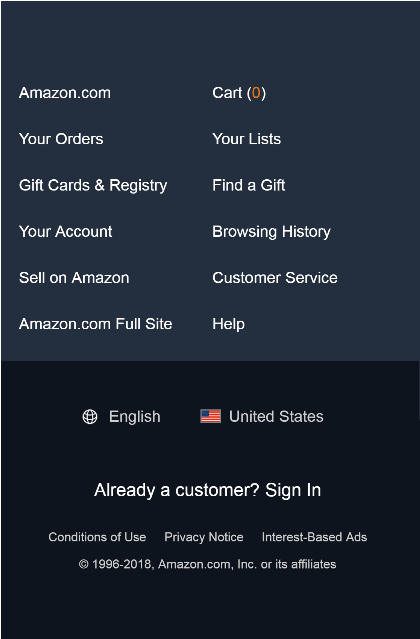 Amazon.com Cart (0)
Your Orders Your Lists
Gift Cards & Registry Find a Gift
Your Account Browsing History
Sell on Amazon Customer Service
Amazon.com Full Site Help
English United States
Already a customer? Sign In
Conditions of Use Privacy Notice Interest-Based Ads
© 1996-2018, Amazon.com, Inc. or its affiliates